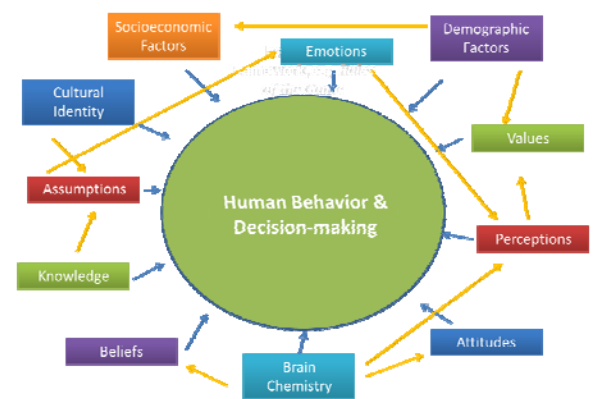 Socioeconomic
Factors
Emotions
Demographic
Factors
Cultural
Identity
Values
Assumptions
Human Behavior &
Decision-making
Perceptions
Knowledge
Beliefs
Attitudes
Brain
Chemistry